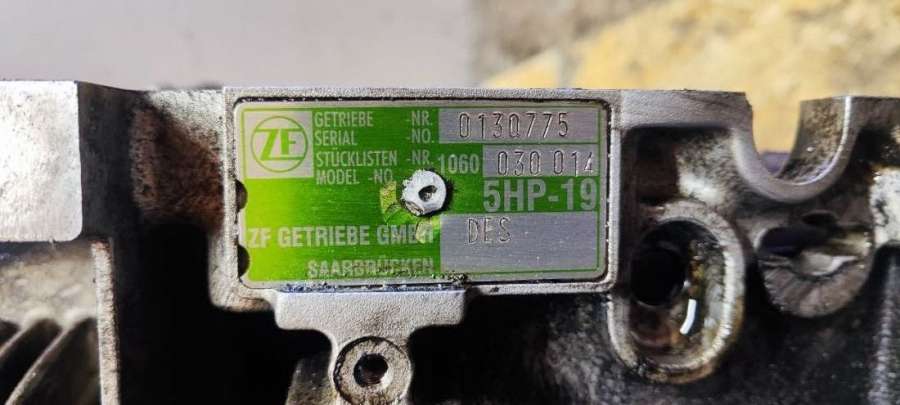 ZF
GETRIEBE -NR. 0130775
SERIAL -NO.
STÜCKLISTEN -NR. 1060 030 014
MODEL -NO.
5HP-19
ZF GETRIEBE GMBH DES
SAARBRÜCKEN